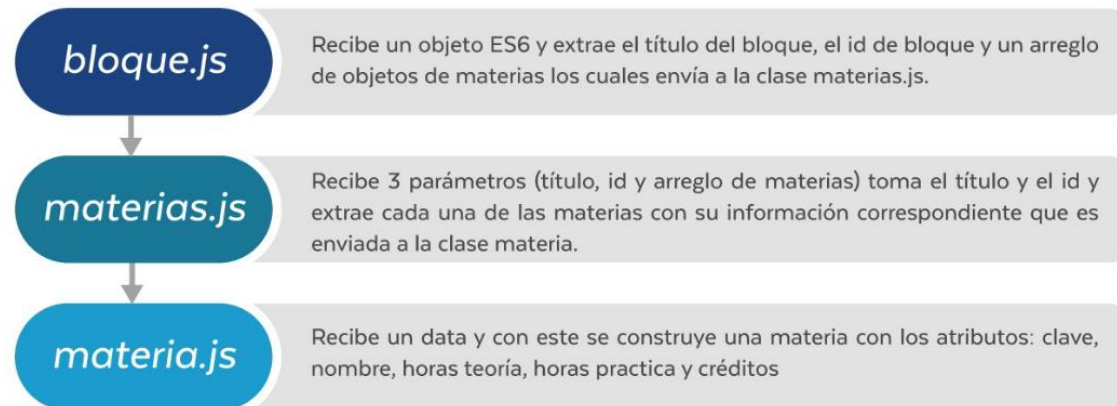 bloque.js
Recibe un objeto ES6 y extrae el título del bloque, el id de bloque y un arreglo
de objetos de materias los cuales envía a la clase materias.js.
materias.js
Recibe 3 parámetros (título, id y arreglo de materias) toma el título y el id y
extrae cada una de las materias con su información correspondiente que es
enviada a la clase materia.
materia.js
Recibe un data y con este se construye una materia con los atributos: clave,
nombre, horas teoría, horas practica y créditos